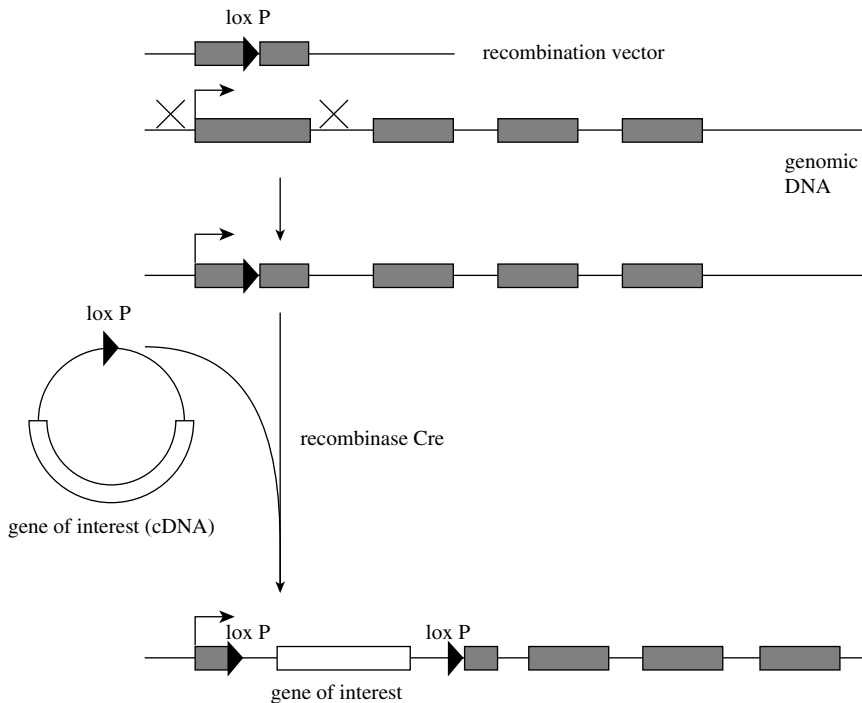 lox P
recombination vector
genomic
DNA
lox P
recombinase Cre
gene of interest (cDNA)
lox P
lox P
gene of interest